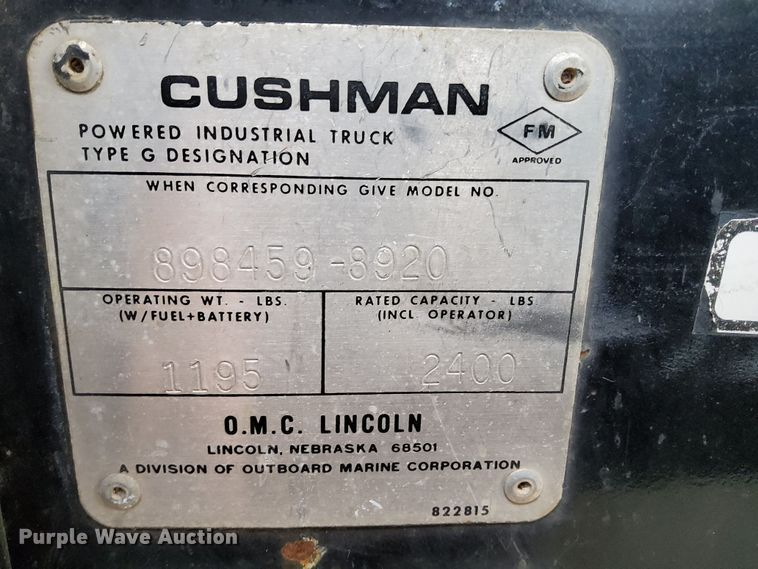 CUSHMAN
POWERED INDUSTRIAL TRUCK
TYPE G DESIGNATION
FM
APPROVED
WHEN CORRESPONDING GIVE MODEL NO.
898459-8920
OPERATING WT. - LBS.
(W/FUEL+BATTERY)
1195
RATED CAPACITY - LBS
(INCL. OPERATOR)
2400
O.M.C. LINCOLN
LINCOLN, NEBRASKA 68501
A DIVISION OF OUTBOARD MARINE CORPORATION
822815
Purple Wave Auction